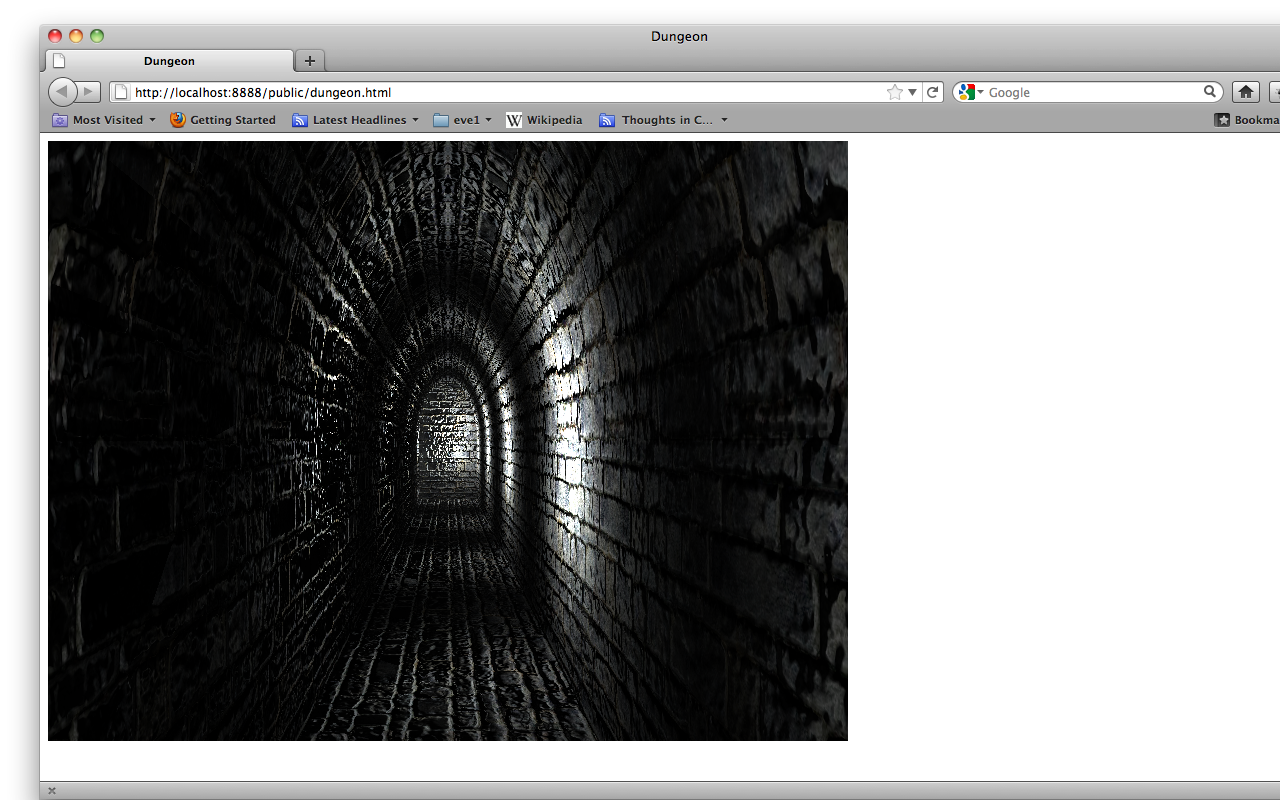 Dungeon
Dungeon
http://localhost:8888/public/dungeon.html
Google
Most Visited Getting Started Latest Headlines eve1 W Wikipedia Thoughts in C... Bookma